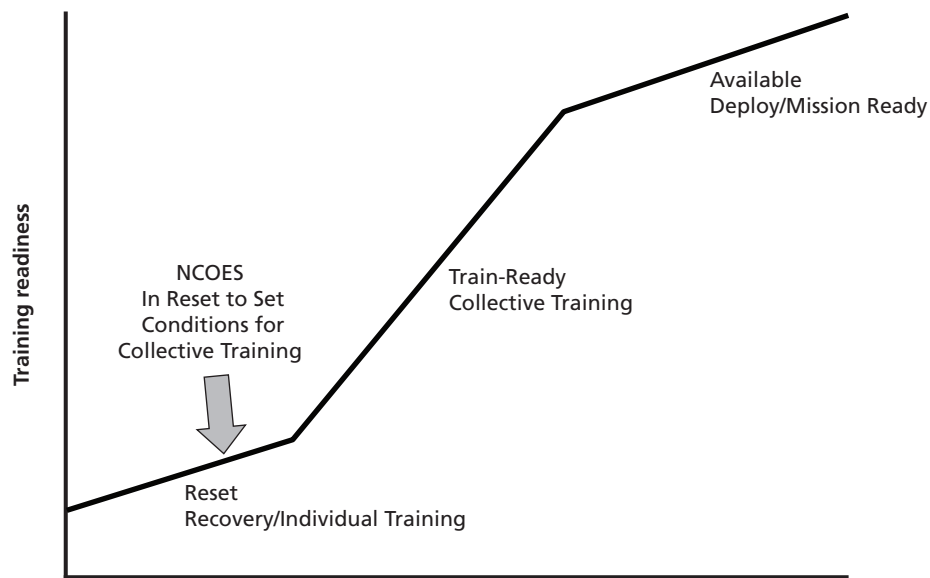 Available
Deploy/Mission Ready
Training readiness
NCOES
In Reset to Set
Conditions for
Collective Training
Train-Ready
Collective Training
Reset
Recovery/Individual Training